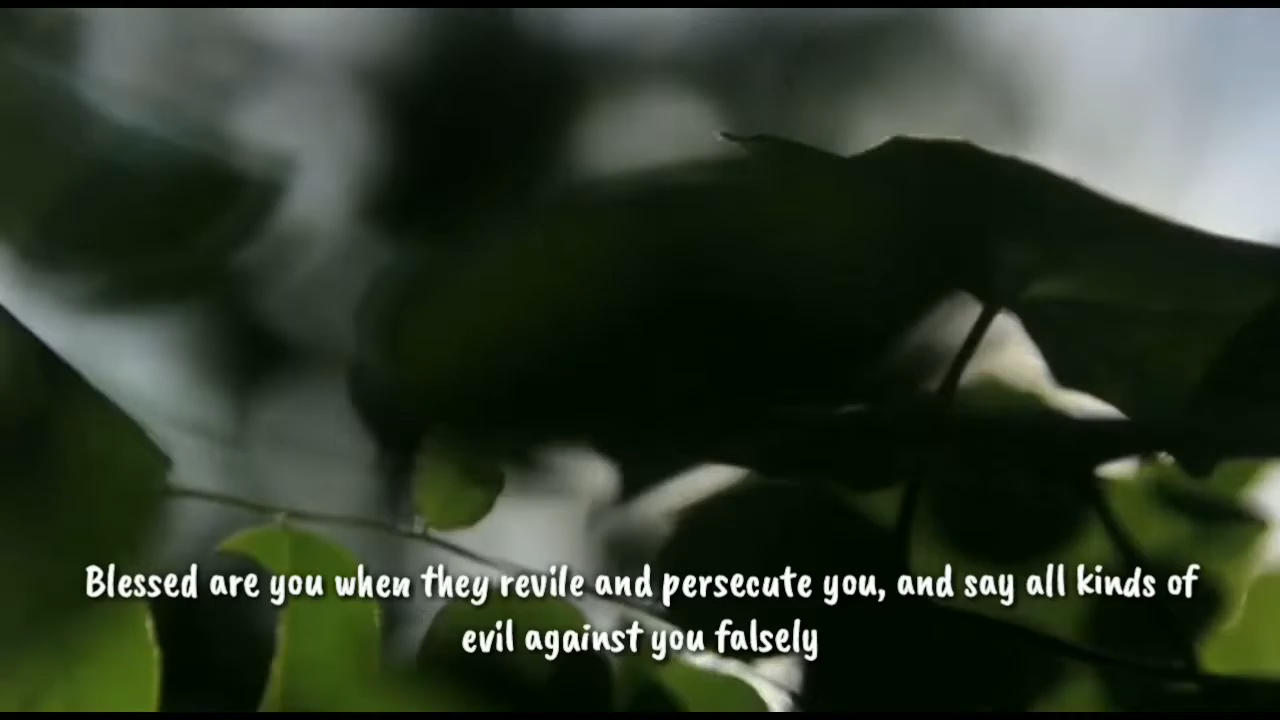 Blessed are you when they revile and persecute you, and say all kinds of
evil against you falsely